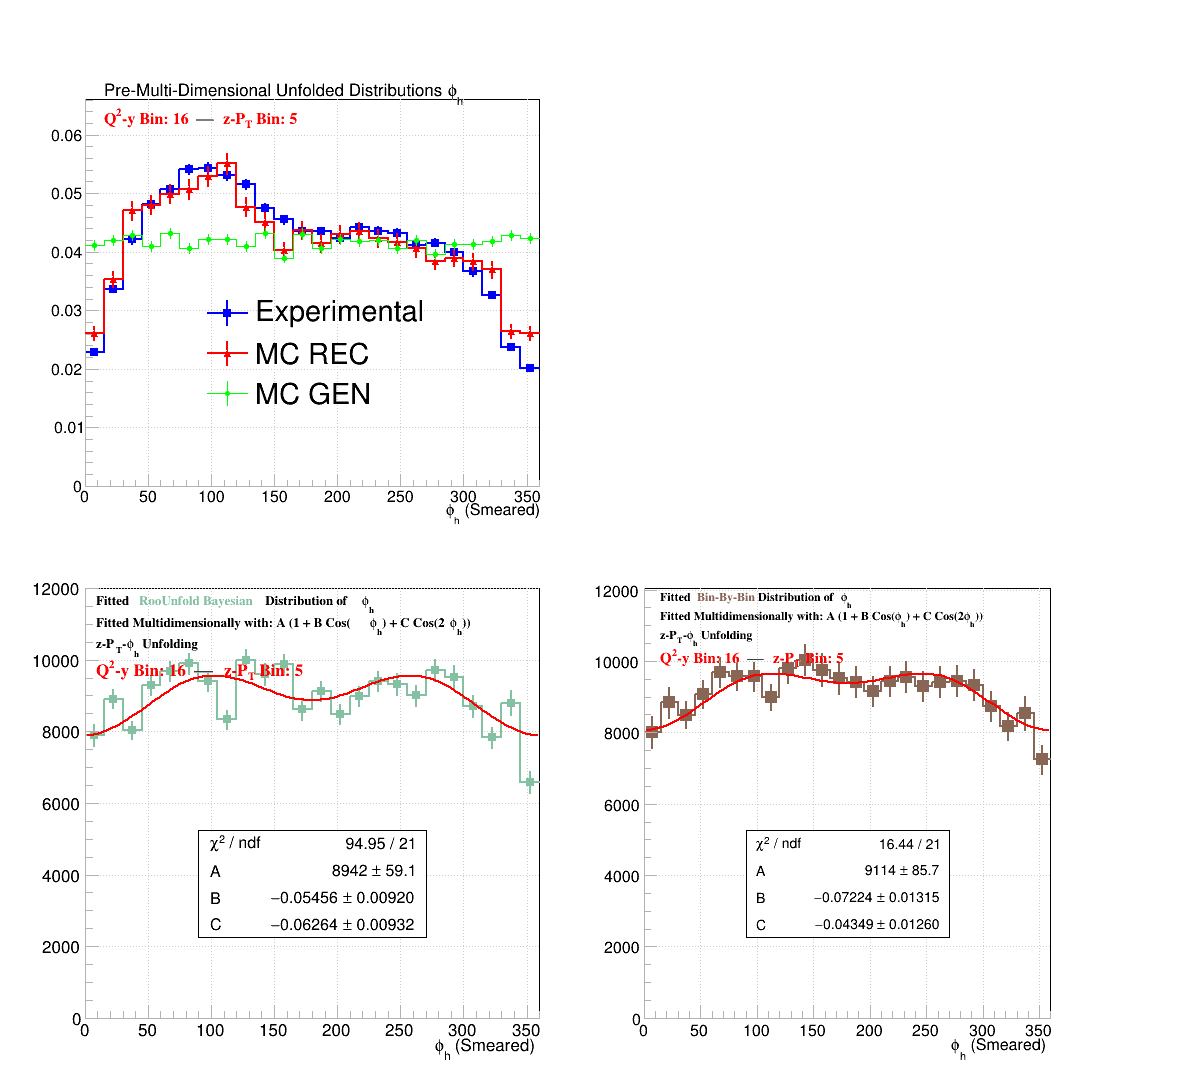 Pre-Multi-Dimensional Unfolded Distributions ϕh
Q2-y Bin: 16 — z-PT Bin: 5
0.06
0.05
0.04
0.03
0.02
0.01
0
Experimental
MC REC
MC GEN
0 50 100 150 200 250 300 350
ϕh (Smeared)
12000
10000
8000
6000
4000
2000
0
Fitted RooUnfold Bayesian Distribution of ϕh
Fitted Multidimensionally with: A (1 + B Cos( ϕh) + C Cos(2 ϕh))
z-PT-ϕh Unfolding
Q2-y Bin: 16 — z-PT Bin: 5
χ2 / ndf 94.95 / 21
A 8942 ± 59.1
B −0.05456 ± 0.00920
C −0.06264 ± 0.00932
0 50 100 150 200 250 300 350
ϕh (Smeared)
12000
10000
8000
6000
4000
2000
0
Fitted Bin-By-Bin Distribution of ϕh
Fitted Multidimensionally with: A (1 + B Cos(ϕh) + C Cos(2ϕh))
z-PT-ϕh Unfolding
Q2-y Bin: 16 — z-PT Bin: 5
χ2 / ndf 16.44 / 21
A 9114 ± 85.7
B −0.07224 ± 0.01315
C −0.04349 ± 0.01260
0 50 100 150 200 250 300 350
ϕh (Smeared)